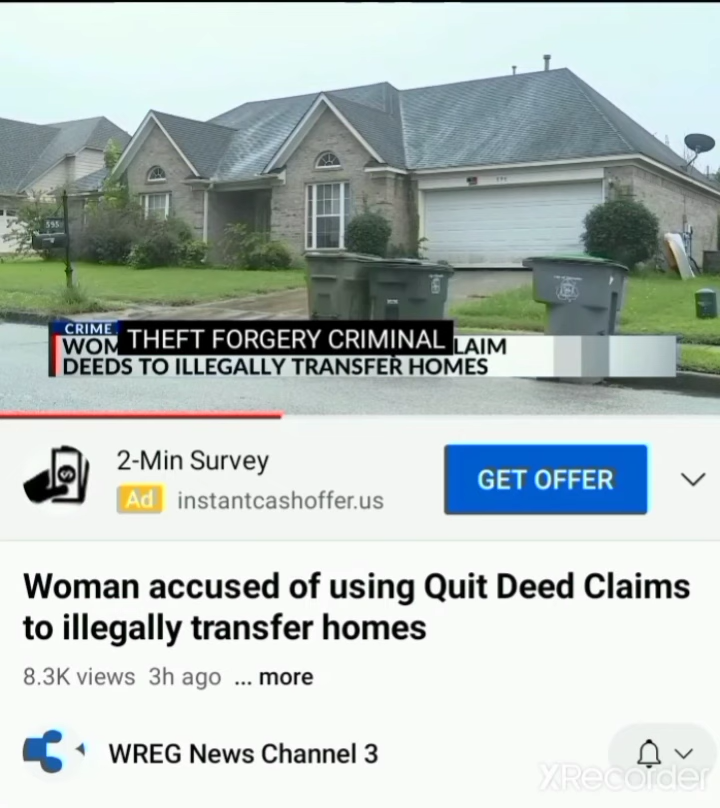 CRIME
WOM THEFT FORGERY CRIMINAL LAIM
DEEDS TO ILLEGALLY TRANSFER HOMES
2-Min Survey
Ad instantcashoffer.us
GET OFFER
Woman accused of using Quit Deed Claims
to illegally transfer homes
8.3K views 3h ago ... more
WREG News Channel 3
XRecorder